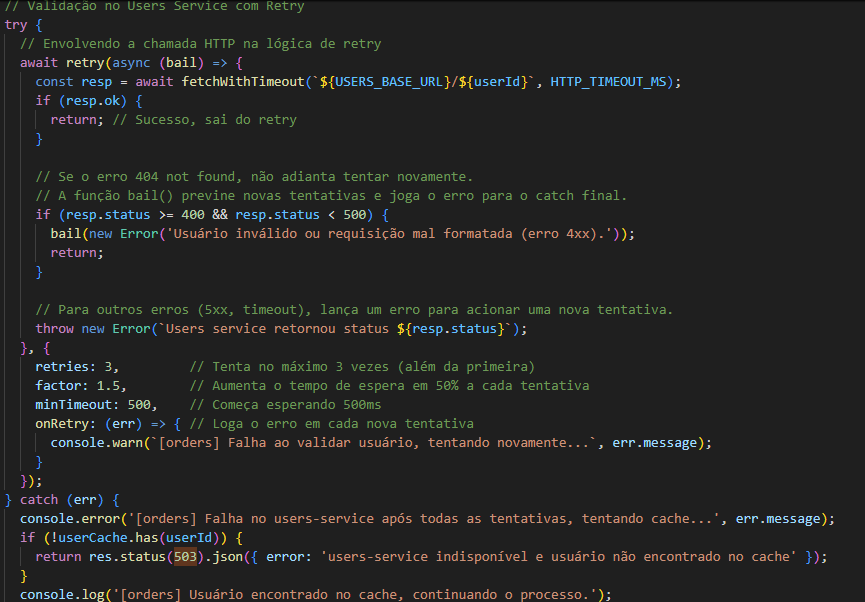 // Validação no Users Service com Retry
try {
// Envolvendo a chamada HTTP na lógica de retry
await retry(async (bail) => {
const resp = await fetchWithTimeout(`${USERS_BASE_URL}/${userId}`, HTTP_TIMEOUT_MS);
if (resp.ok) {
return; // Sucesso, sai do retry
}
// Se o erro 404 not found, não adianta tentar novamente.
// A função bail() previne novas tentativas e joga o erro para o catch final.
if (resp.status >= 400 && resp.status < 500) {
bail(new Error('Usuário inválido ou requisição mal formatada (erro 4xx).'));
return;
}
// Para outros erros (5xx, timeout), lança um erro para acionar uma nova tentativa.
throw new Error(`Users service retornou status ${resp.status}`);
}, {
retries: 3, // Tenta no máximo 3 vezes (além da primeira)
factor: 1.5, // Aumenta o tempo de espera em 50% a cada tentativa
minTimeout: 500, // Começa esperando 500ms
onRetry: (err) => { // Loga o erro em cada nova tentativa
console.warn(`[orders] Falha ao validar usuário, tentando novamente...`, err.message);
}
});
} catch (err) {
console.error('[orders] Falha no users-service após todas as tentativas, tentando cache...', err.message);
if (!userCache.has(userId)) {
return res.status(503).json({ error: 'users-service indisponível e usuário não encontrado no cache' });
}
console.log('[orders] Usuário encontrado no cache, continuando o processo.');